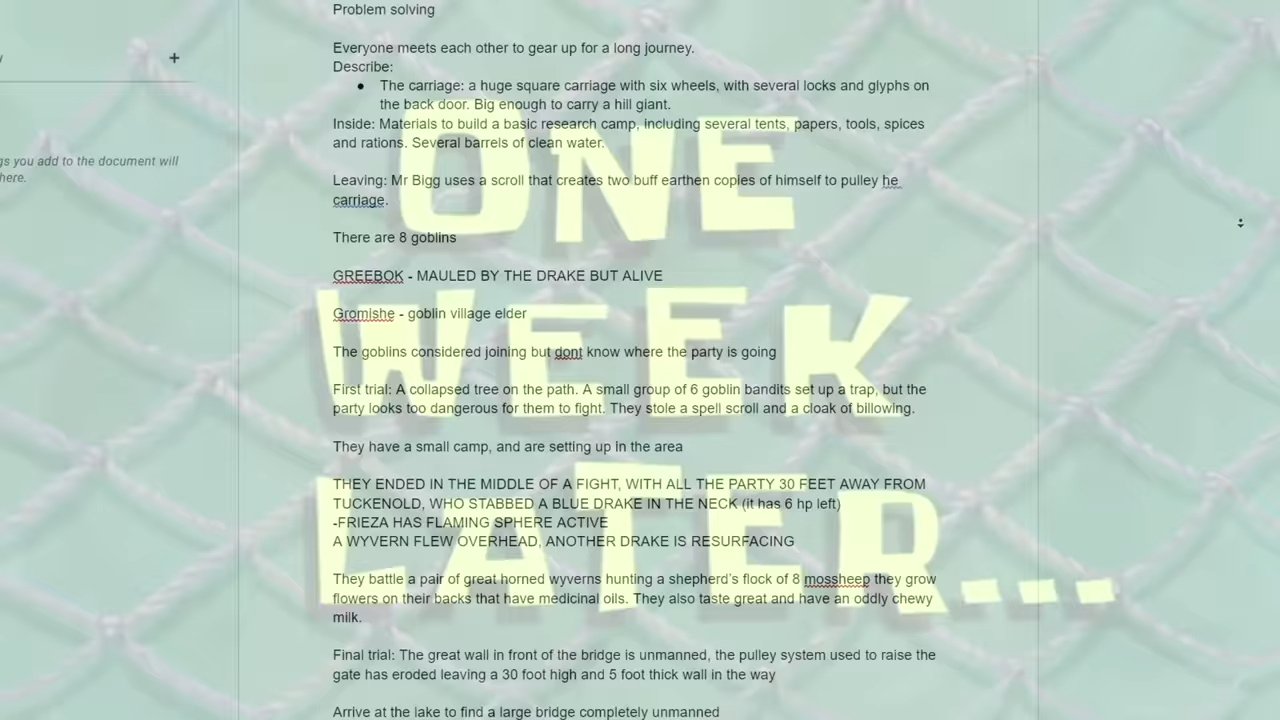 Problem solving
Everyone meets each other to gear up for a long journey.
Describe:
● The carriage: a huge square carriage with six wheels, with several locks and glyphs on
the back door. Big enough to carry a hill giant.
Inside: Materials to build a basic research camp, including several tents, papers, tools, spices
and rations. Several barrels of clean water.
gs you add to the document will
here.
Leaving: Mr Bigg uses a scroll that creates two buff earthen copies of himself to pulley he
carriage.
There are 8 goblins
GREEBOK - MAULED BY THE DRAKE BUT ALIVE
Gromishe - goblin village elder
The goblins considered joining but dont know where the party is going
First trial: A collapsed tree on the path. A small group of 6 goblin bandits set up a trap, but the
party looks too dangerous for them to fight. They stole a spell scroll and a cloak of billowing.
They have a small camp, and are setting up in the area
THEY ENDED IN THE MIDDLE OF A FIGHT, WITH ALL THE PARTY 30 FEET AWAY FROM
TUCKENOLD, WHO STABBED A BLUE DRAKE IN THE NECK (it has 6 hp left)
-FRIEZA HAS FLAMING SPHERE ACTIVE
A WYVERN FLEW OVERHEAD, ANOTHER DRAKE IS RESURFACING
They battle a pair of great horned wyverns hunting a shepherd's flock of 8 mossheep they grow
flowers on their backs that have medicinal oils. They also taste great and have an oddly chewy
milk.
Final trial: The great wall in front of the bridge is unmanned, the pulley system used to raise the
gate has eroded leaving a 30 foot high and 5 foot thick wall in the way
Arrive at the lake to find a large bridge completely unmanned
ONE
WEEK
LATER...